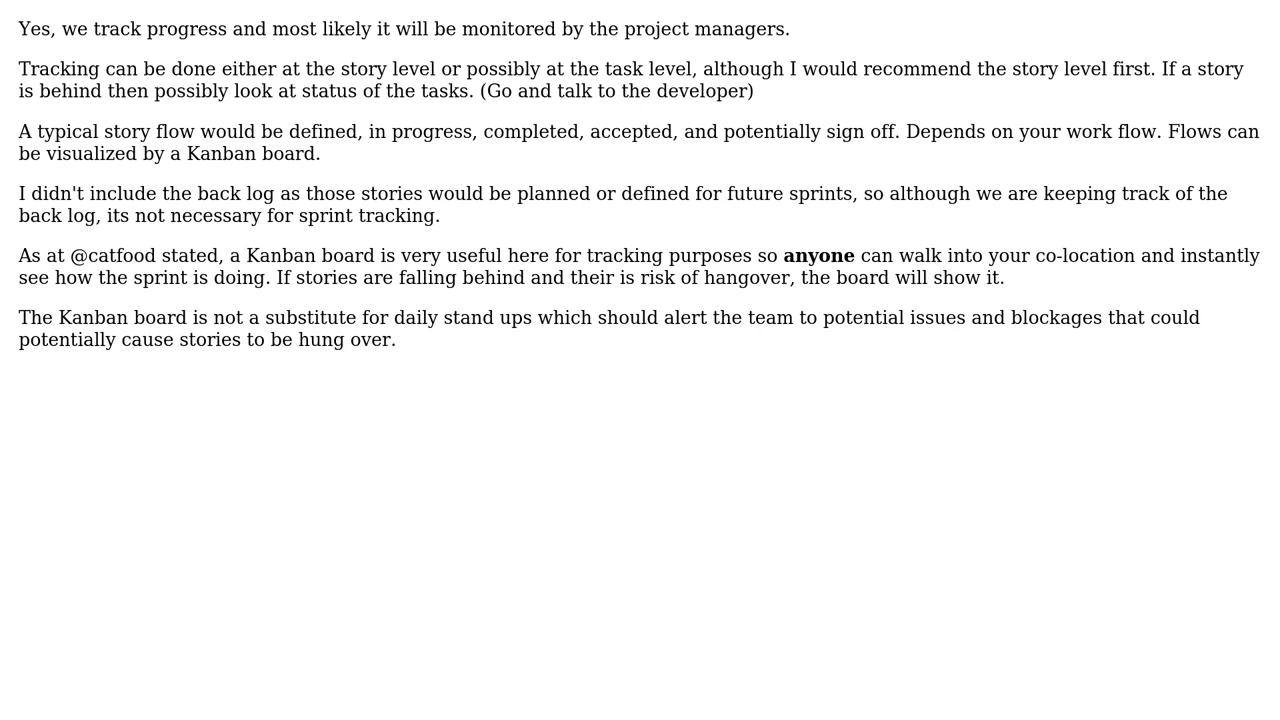 Yes, we track progress and most likely it will be monitored by the project managers.
Tracking can be done either at the story level or possibly at the task level, although I would recommend the story level first. If a story
is behind then possibly look at status of the tasks. (Go and talk to the developer)
A typical story flow would be defined, in progress, completed, accepted, and potentially sign off. Depends on your work flow. Flows can
be visualized by a Kanban board.
I didn't include the back log as those stories would be planned or defined for future sprints, so although we are keeping track of the
back log, its not necessary for sprint tracking.
As at @catfood stated, a Kanban board is very useful here for tracking purposes so anyone can walk into your co-location and instantly
see how the sprint is doing. If stories are falling behind and their is risk of hangover, the board will show it.
The Kanban board is not a substitute for daily stand ups which should alert the team to potential issues and blockages that could
potentially cause stories to be hung over.